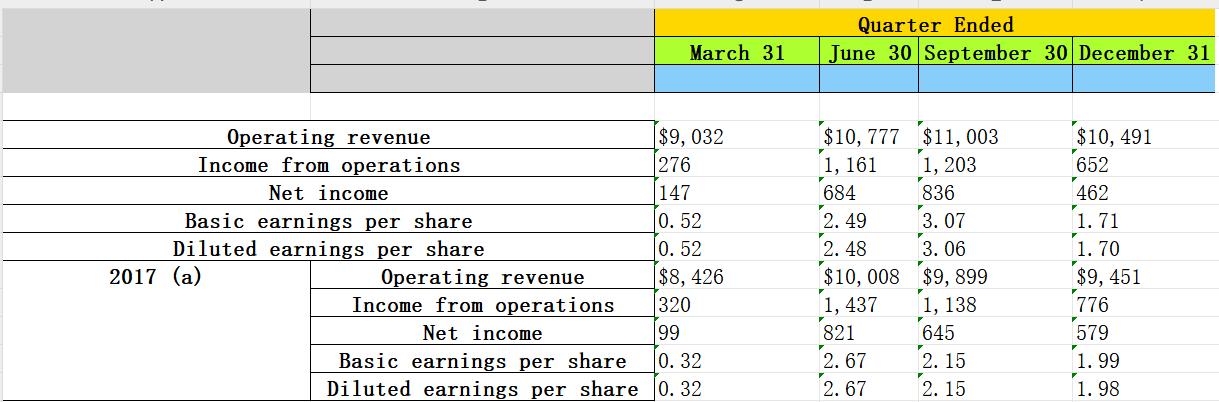 Quarter Ended
March 31 June 30 September 30 December 31
Operating revenue $9,032 $10,777 $11,003 $10,491
Income from operations 276 1,161 1,203 652
Net income 147 684 836 462
Basic earnings per share 0.52 2.49 3.07 1.71
Diluted earnings per share 0.52 2.48 3.06 1.70
2017 (a) Operating revenue $8,426 $10,008 $9,899 $9,451
Income from operations 320 1,437 1,138 776
Net income 99 821 645 579
Basic earnings per share 0.32 2.67 2.15 1.99
Diluted earnings per share 0.32 2.67 2.15 1.98